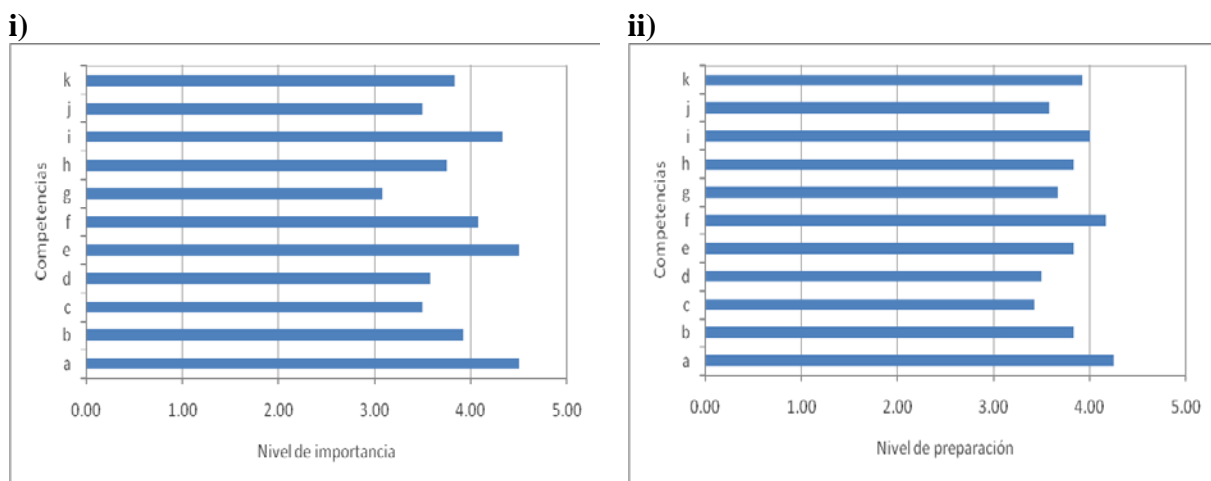 i)
k
j
i
h
g
f
e
d
c
b
a
Competencias
0.00 1.00 2.00 3.00 4.00 5.00
Nivel de importancia
ii)
k
j
i
h
g
f
e
d
c
b
a
Competencias
0.00 1.00 2.00 3.00 4.00 5.00
Nivel de preparación